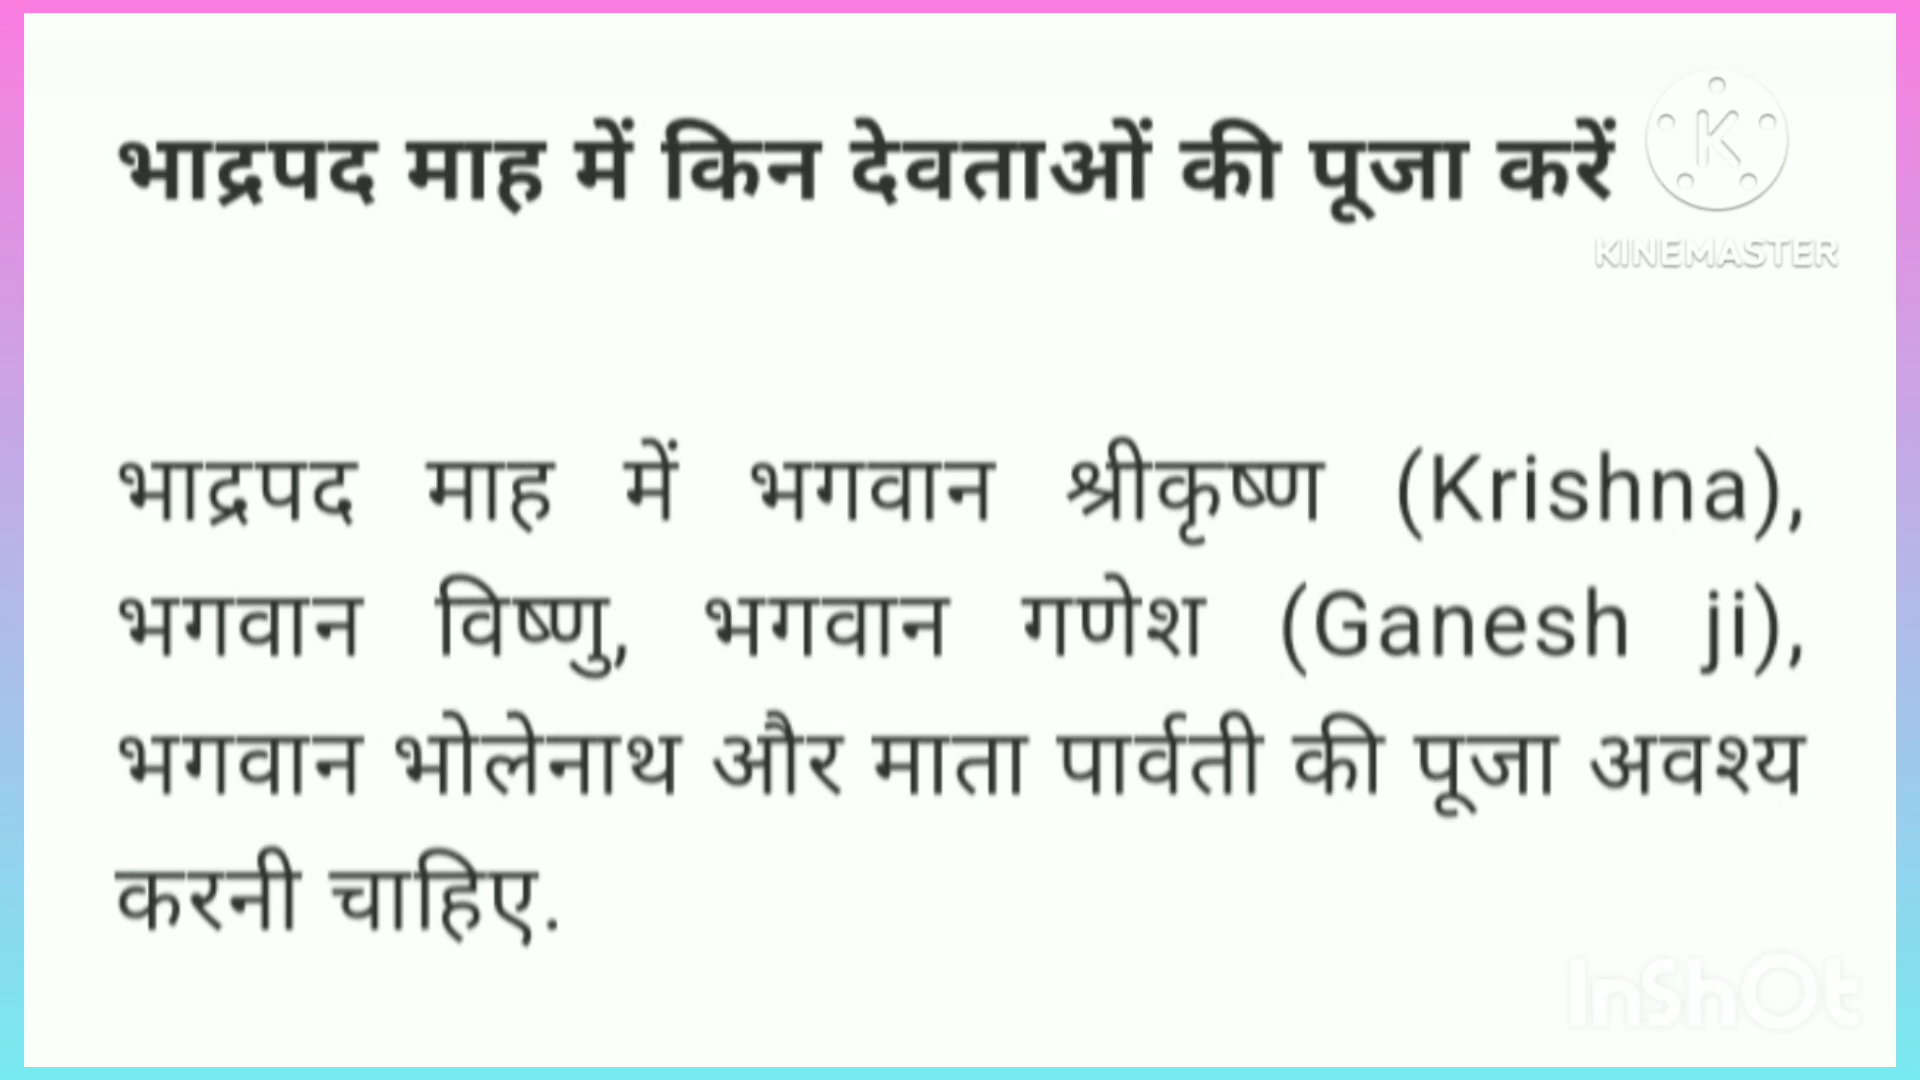 भाद्रपद माह में किन देवताओं की पूजा करें
K
KINEMASTER
भाद्रपद माह में भगवान श्रीकृष्ण (Krishna),
भगवान विष्णु, भगवान गणेश (Ganesh ji),
भगवान भोलेनाथ और माता पार्वती की पूजा अवश्य
करनी चाहिए.
InShOt